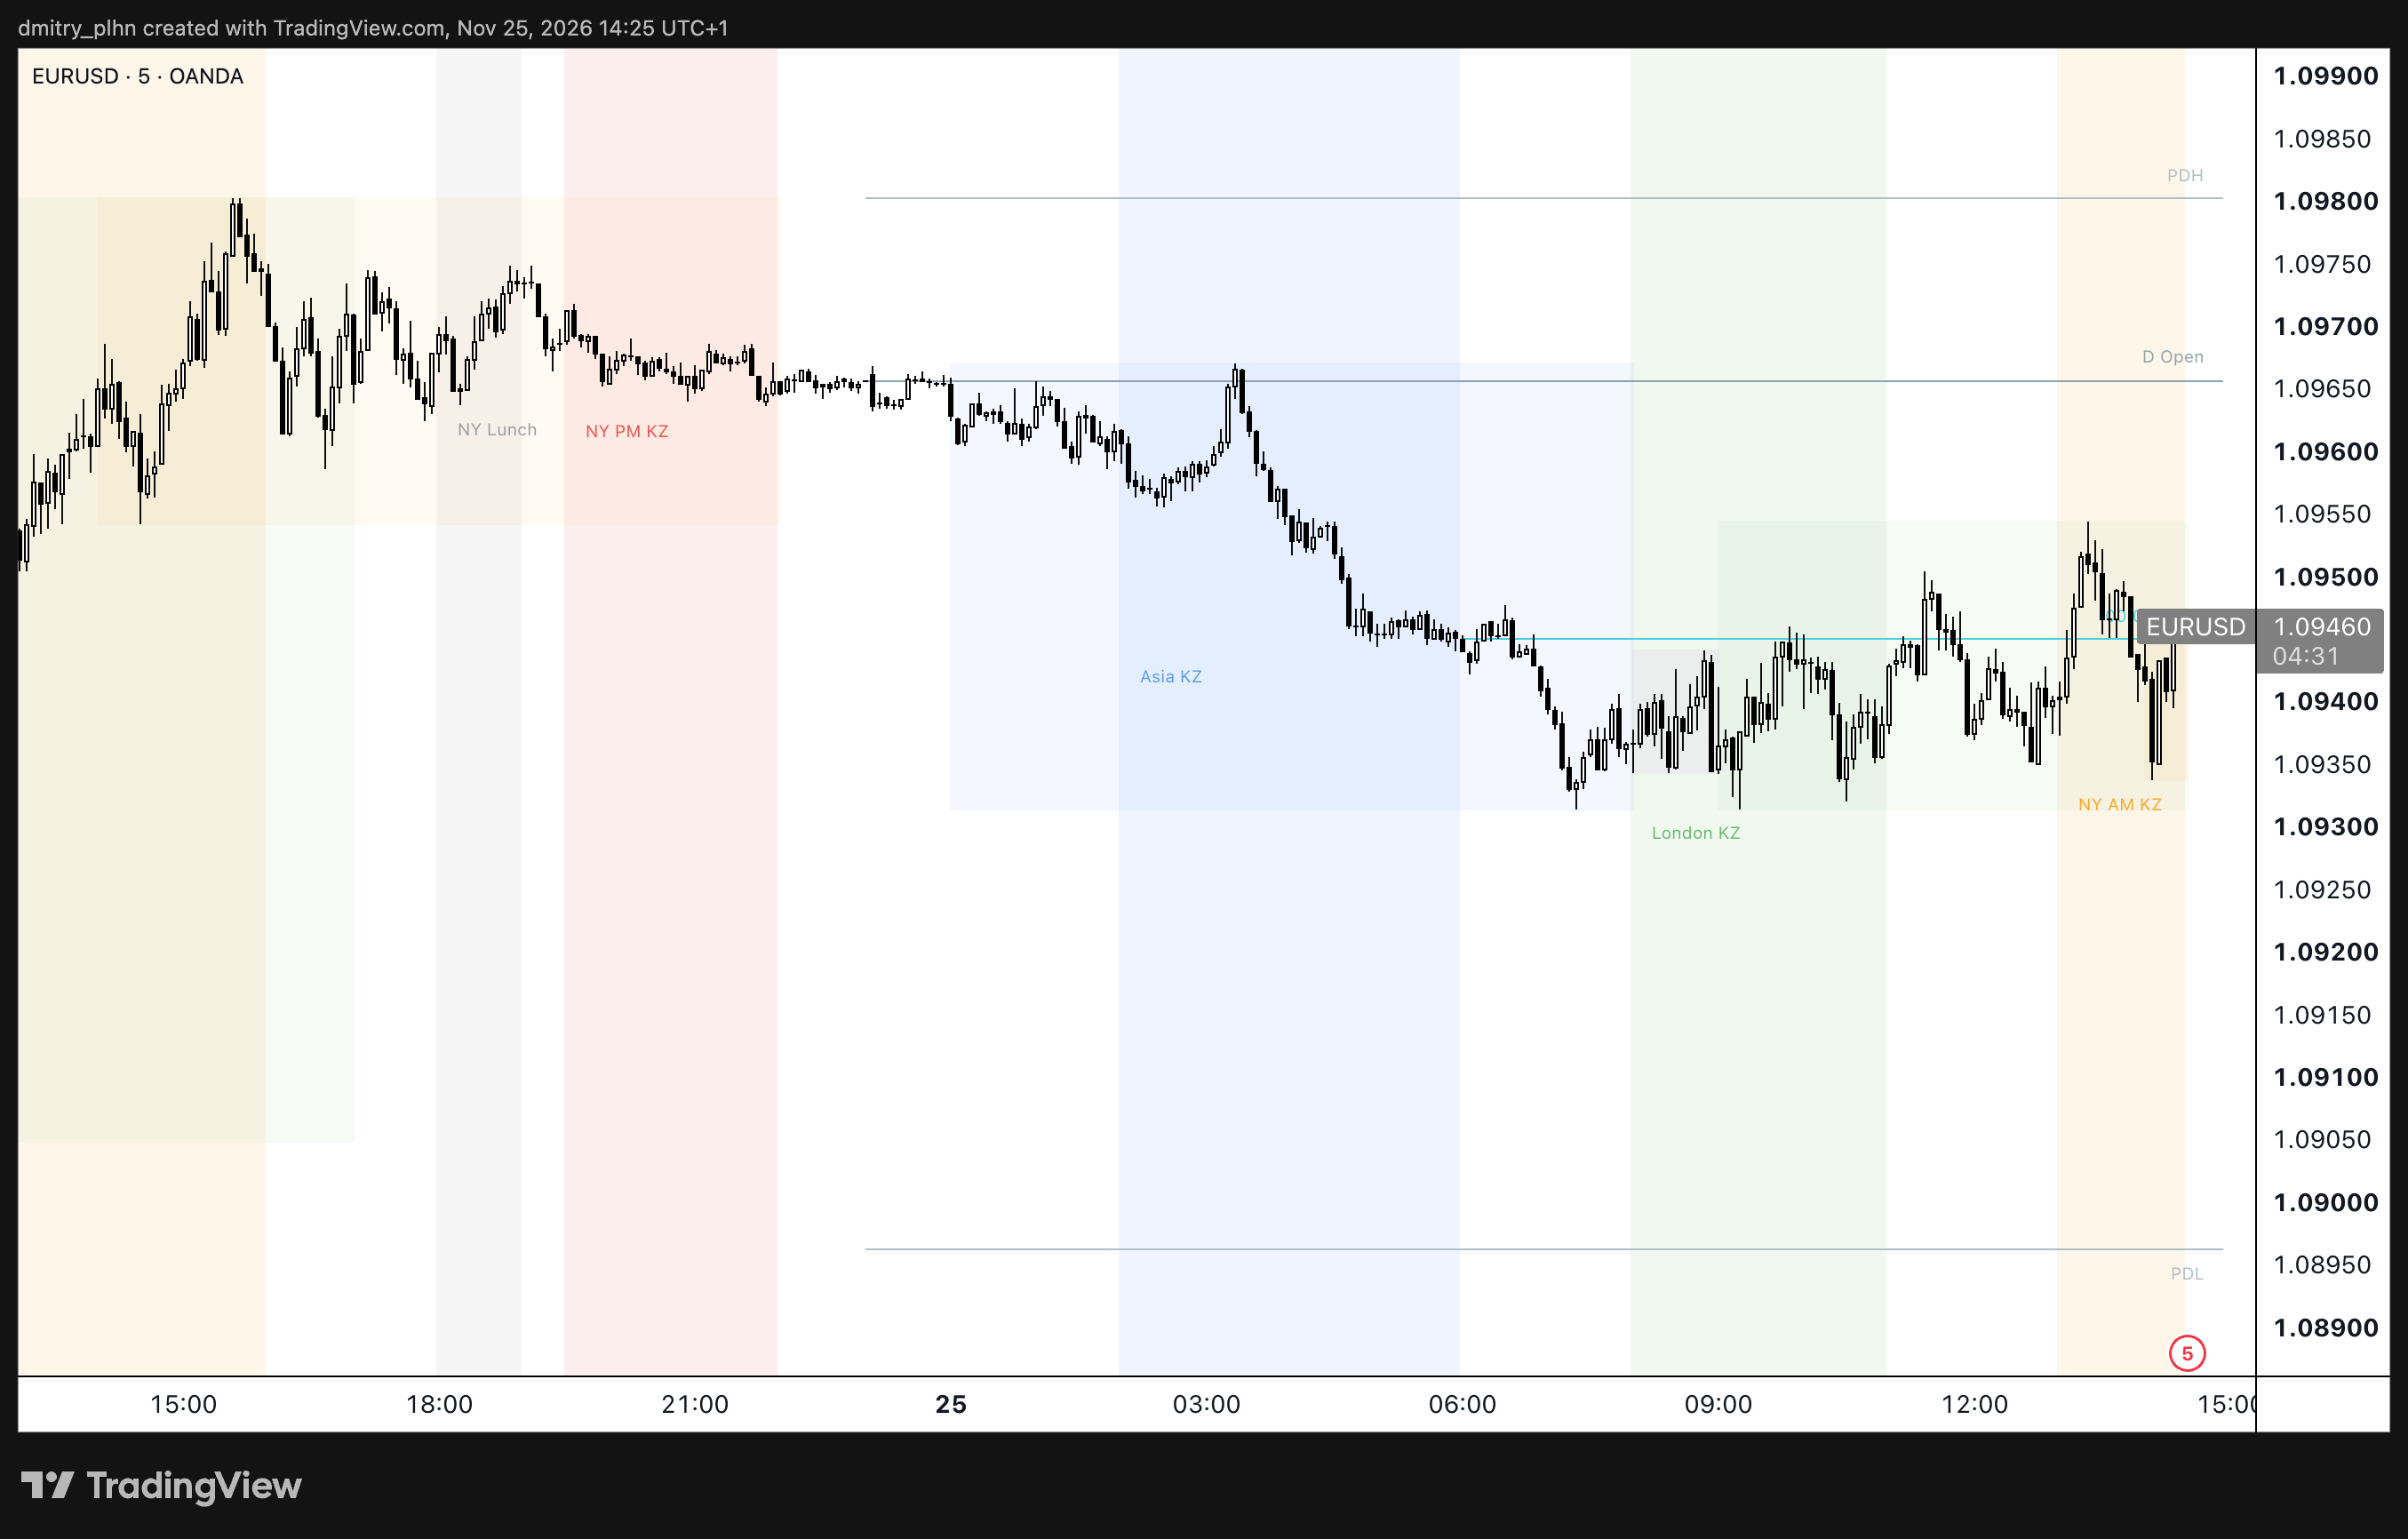 dmitry_plhn created with TradingView.com, Nov 25, 2026 14:25 UTC+1
EURUSD · 5 · OANDA
1.09900
1.09850
PDH
1.09800
1.09750
1.09700
D Open
1.09650
NY Lunch
NY PM KZ
1.09600
1.09550
1.09500
EURUSD
1.09460
04:31
Asia KZ
1.09400
1.09350
NY AM KZ
London KZ
1.09300
1.09250
1.09200
1.09150
1.09100
1.09050
1.09000
1.08950
PDL
1.08900
5
15:00
18:00
21:00
25
03:00
06:00
09:00
12:00
15:00
TradingView